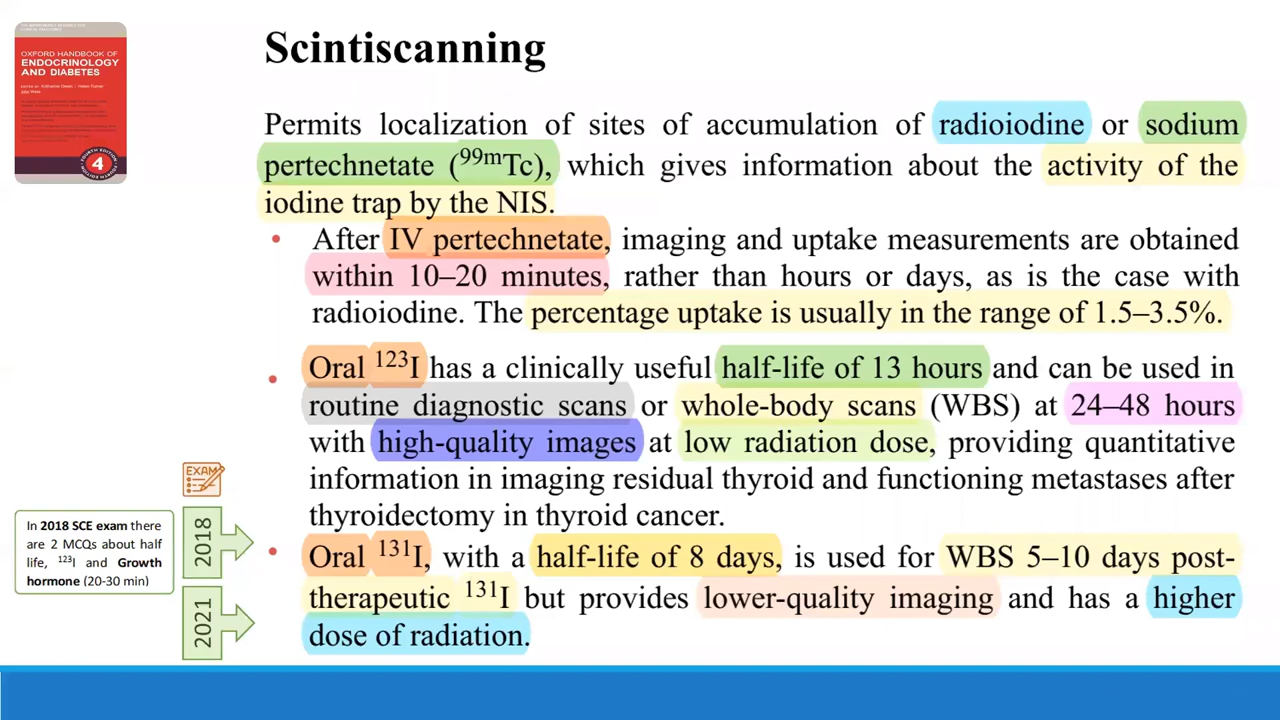 OXFORD HANDBOOK OF
ENDOCRINOLOGY
AND DIABETES
FOURTH EDITION
4
Scintiscanning
Permits localization of sites of accumulation of radioiodine or sodium
pertechnetate (⁹⁹ᵐTc), which gives information about the activity of the
iodine trap by the NIS.
• After IV pertechnetate, imaging and uptake measurements are obtained
within 10–20 minutes, rather than hours or days, as is the case with
radioiodine. The percentage uptake is usually in the range of 1.5–3.5%.
• Oral ¹²³I has a clinically useful half-life of 13 hours and can be used in
routine diagnostic scans or whole-body scans (WBS) at 24–48 hours
with high-quality images at low radiation dose, providing quantitative
information in imaging residual thyroid and functioning metastases after
thyroidectomy in thyroid cancer.
• Oral ¹³¹I, with a half-life of 8 days, is used for WBS 5–10 days post-
therapeutic ¹³¹I but provides lower-quality imaging and has a higher
dose of radiation.
EXAM
In 2018 SCE exam there
are 2 MCQs about half
life, ¹²³I and Growth
hormone (20-30 min)
2018
2021